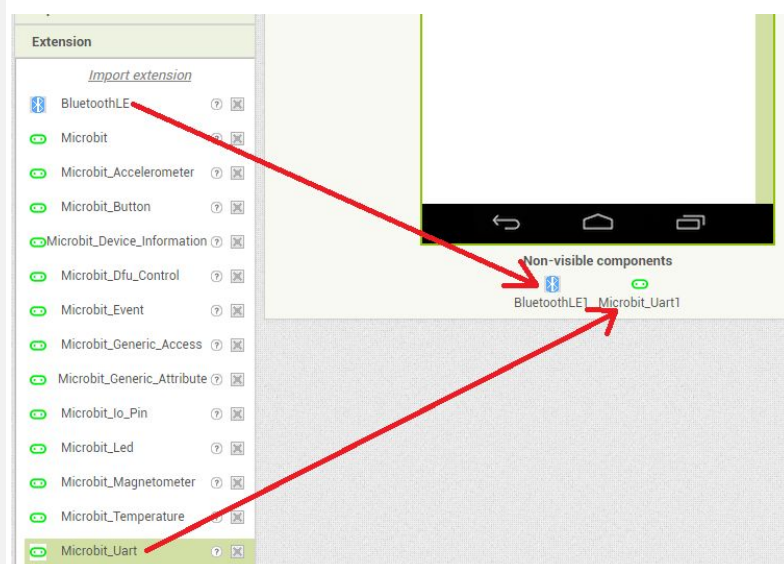 Extension
Import extension
BluetoothLE ?
Microbit ?
Microbit_Accelerometer ?
Microbit_Button ?
Microbit_Device_Information ?
Microbit_Dfu_Control ?
Microbit_Event ?
Microbit_Generic_Access ?
Microbit_Generic_Attribute ?
Microbit_Io_Pin ?
Microbit_Led ?
Microbit_Magnetometer ?
Microbit_Temperature ?
Microbit_Uart ?
Non-visible components
BluetoothLE1 Microbit_Uart1